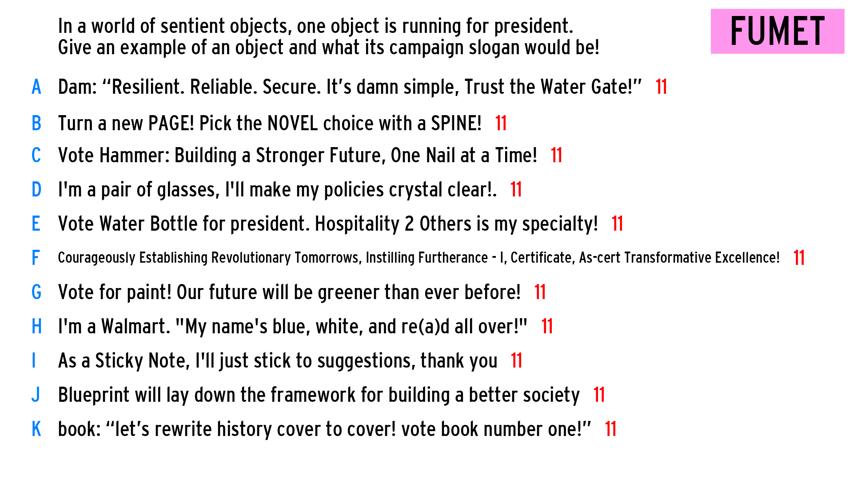 In a world of sentient objects, one object is running for president.
Give an example of an object and what its campaign slogan would be!
FUMET
A Dam: “Resilient. Reliable. Secure. It’s damn simple, Trust the Water Gate!” 11
B Turn a new PAGE! Pick the NOVEL choice with a SPINE! 11
C Vote Hammer: Building a Stronger Future, One Nail at a Time! 11
D I'm a pair of glasses, I'll make my policies crystal clear!. 11
E Vote Water Bottle for president. Hospitality 2 Others is my specialty! 11
F Courageously Establishing Revolutionary Tomorrows, Instilling Furtherance - I, Certificate, As-cert Transformative Excellence! 11
G Vote for paint! Our future will be greener than ever before! 11
H I'm a Walmart. "My name's blue, white, and re(a)d all over!" 11
I As a Sticky Note, I'll just stick to suggestions, thank you 11
J Blueprint will lay down the framework for building a better society 11
K book: “let’s rewrite history cover to cover! vote book number one!” 11